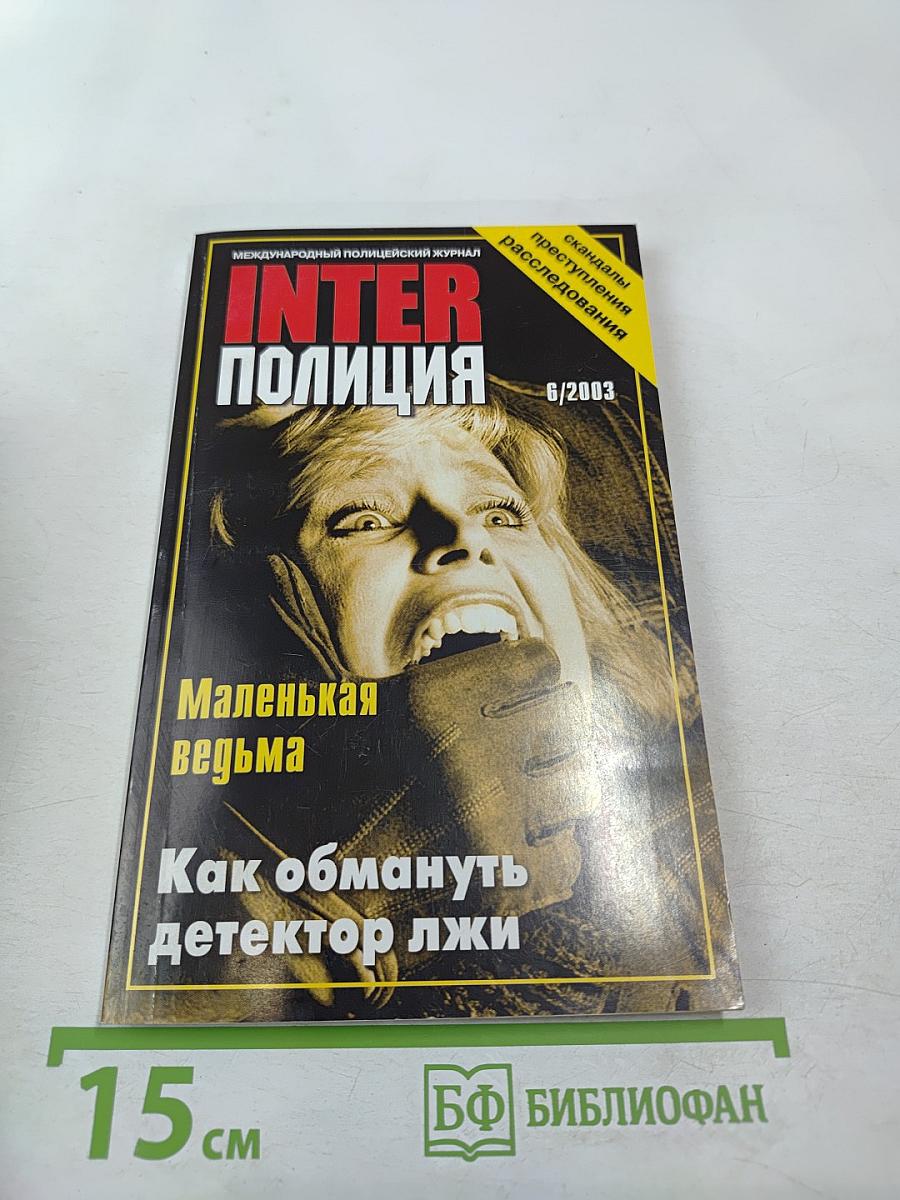 МЕЖДУНАРОДНЫЙ ПОЛИЦЕЙСКИЙ ЖУРНАЛ
INTER
ПОЛИЦИЯ
скандалы
преступления
расследования
6/2003
Маленькая
ведьма
Как обмануть
детектор лжи
15 см
БФ БИБЛИОФАН